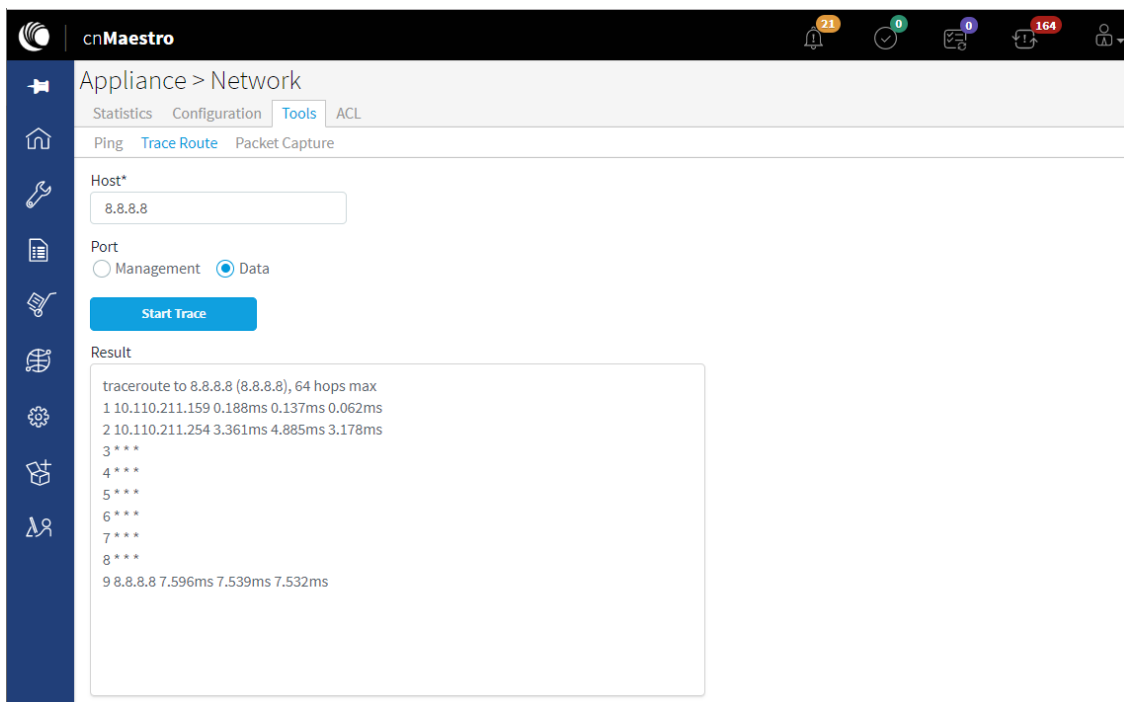 cnMaestro
21
0
0
164
Appliance > Network
Statistics Configuration Tools ACL
Ping Trace Route Packet Capture
Host*
8.8.8.8
Port
Management Data
Start Trace
Result
traceroute to 8.8.8.8 (8.8.8.8), 64 hops max
1 10.110.211.159 0.188ms 0.137ms 0.062ms
2 10.110.211.254 3.361ms 4.885ms 3.178ms
3 * * *
4 * * *
5 * * *
6 * * *
7 * * *
8 * * *
9 8.8.8.8 7.596ms 7.539ms 7.532ms